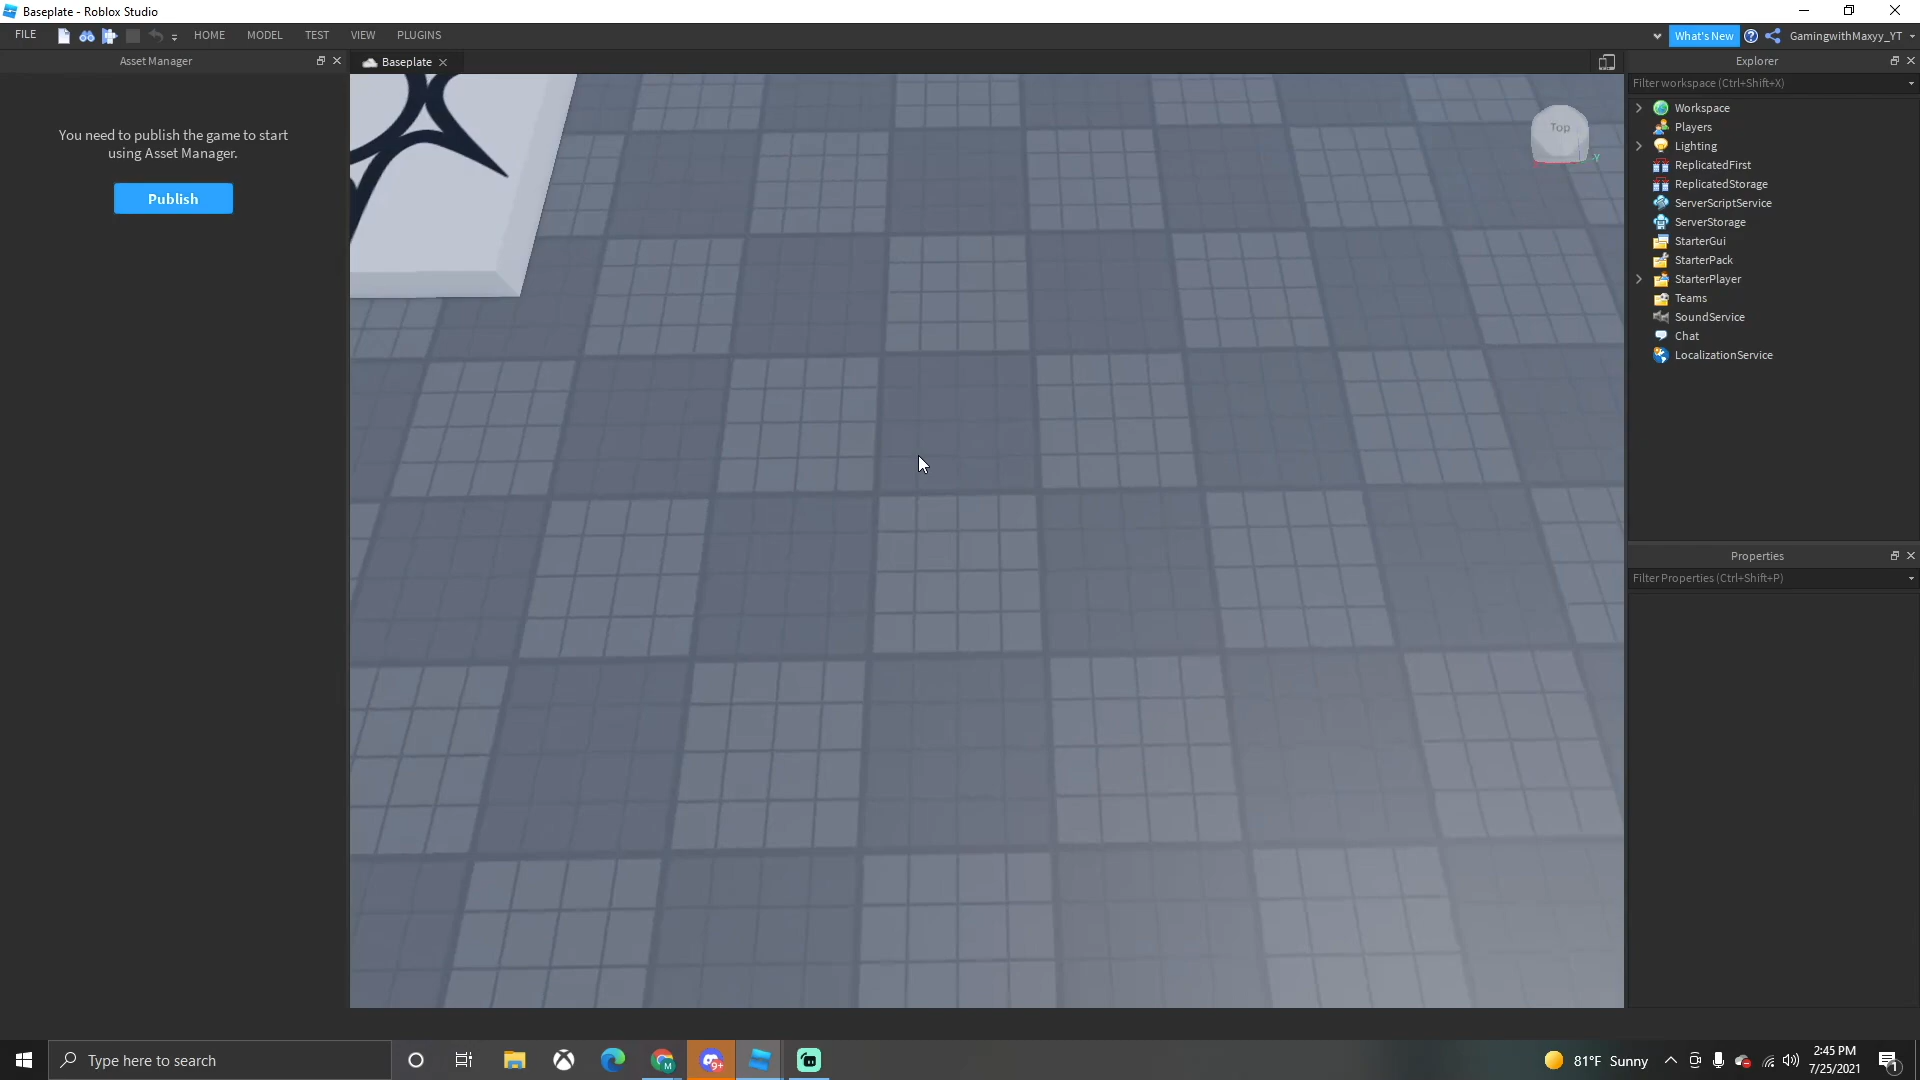 Baseplate - Roblox Studio
FILE
HOME
MODEL
TEST
VIEW
PLUGINS
What's New
GamingwithMaxyy_YT
Asset Manager
Baseplate
Explorer
You need to publish the game to start
using Asset Manager.
Publish
Top
Y
Filter workspace (Ctrl+Shift+X)
Workspace
Players
Lighting
ReplicatedFirst
ReplicatedStorage
ServerScriptService
ServerStorage
StarterGui
StarterPack
StarterPlayer
Teams
SoundService
Chat
LocalizationService
Properties
Filter Properties (Ctrl+Shift+P)
Type here to search
M
9+
81°F Sunny
2:45 PM
7/25/2021
1